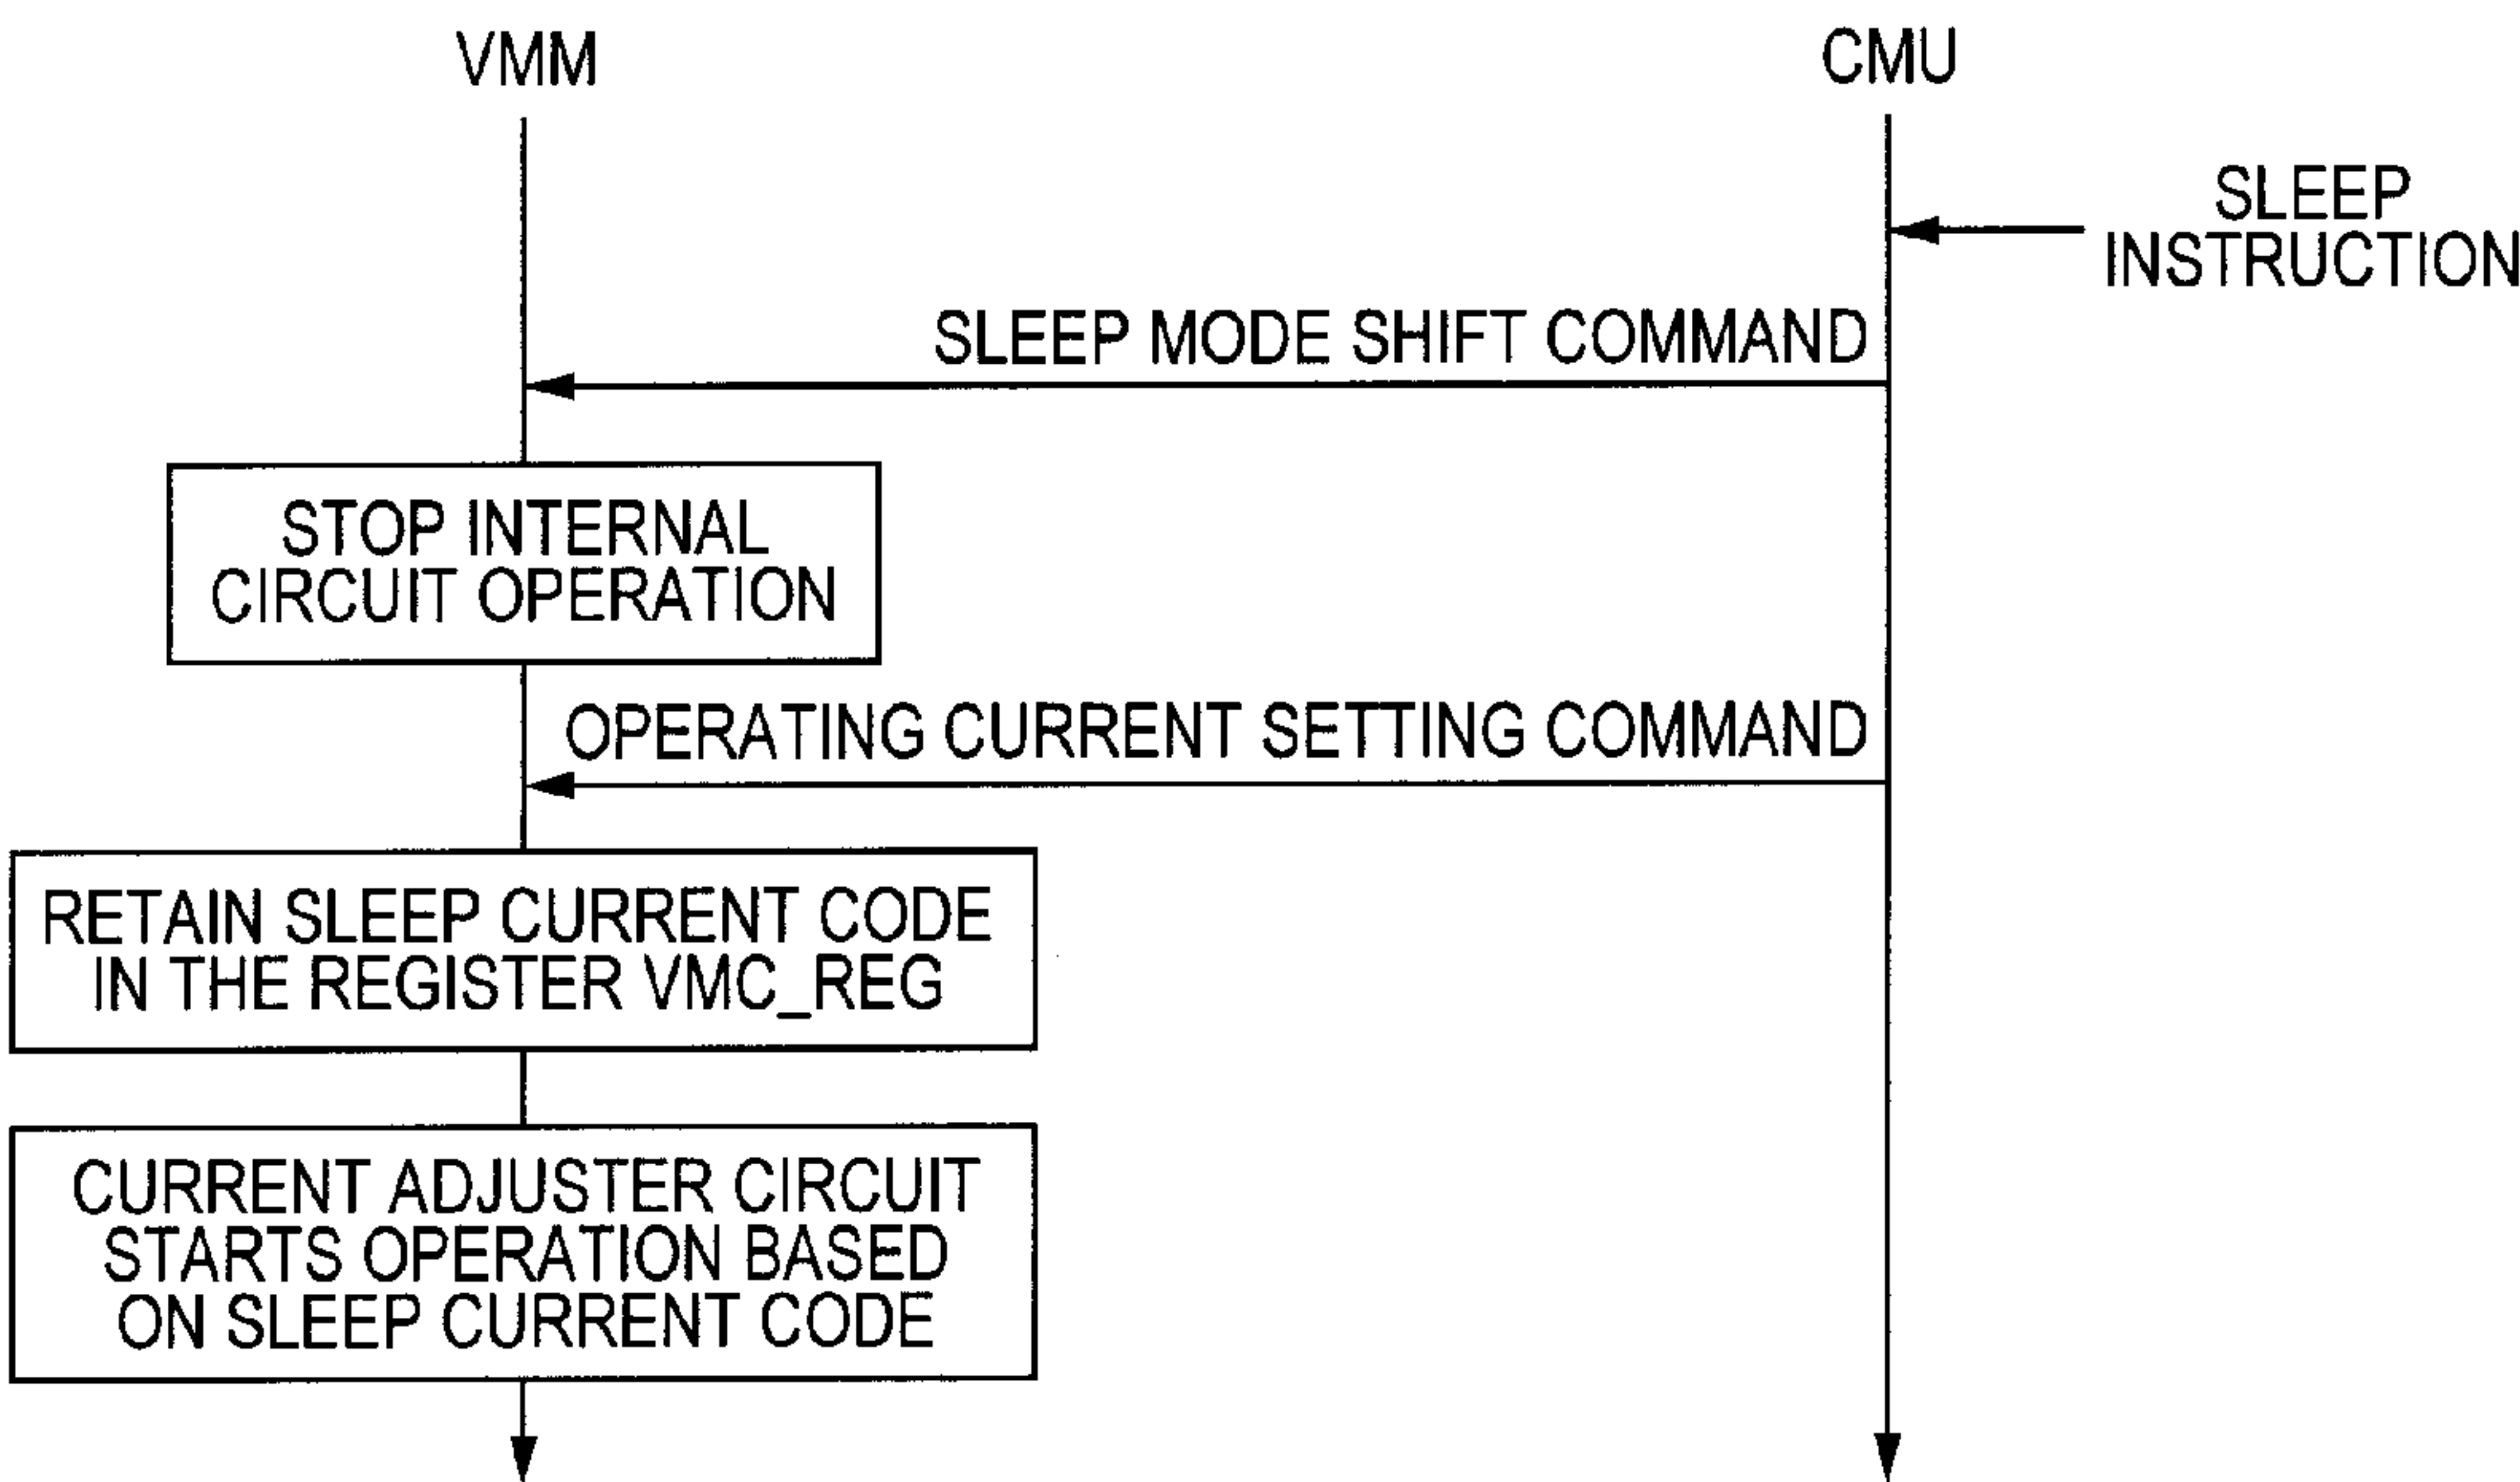 VMM
CMU
SLEEP
INSTRUCTION
SLEEP MODE SHIFT COMMAND
STOP INTERNAL
CIRCUIT OPERATION
OPERATING CURRENT SETTING COMMAND
RETAIN SLEEP CURRENT CODE
IN THE REGISTER VMC_REG
CURRENT ADJUSTER CIRCUIT
STARTS OPERATION BASED
ON SLEEP CURRENT CODE